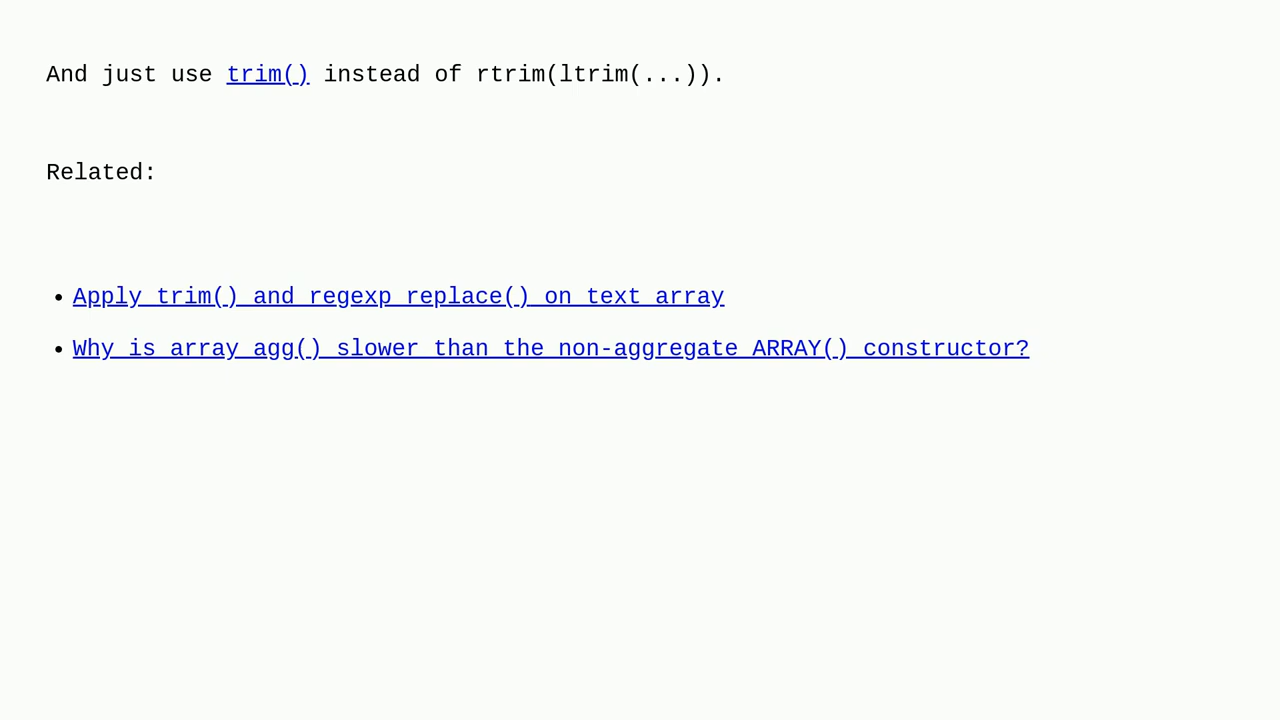 And just use trim() instead of rtrim(ltrim(...)).
Related:
• Apply trim() and regexp_replace() on text array
• Why is array_agg() slower than the non-aggregate ARRAY() constructor?